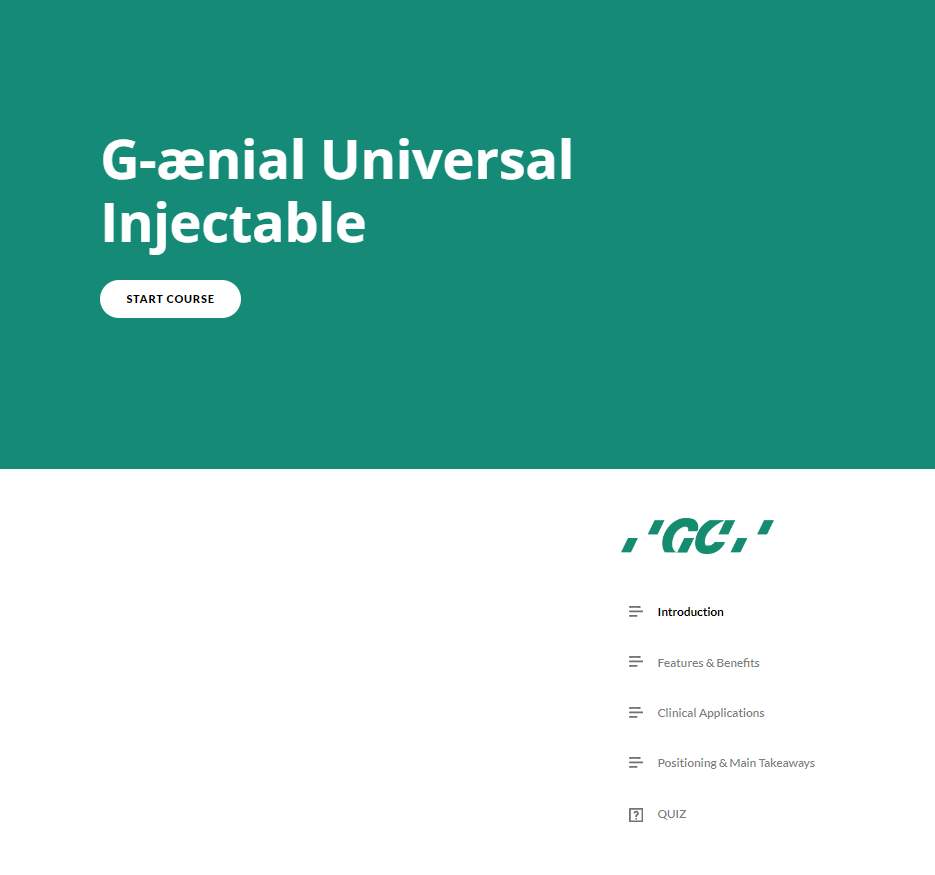 G-ænial Universal
Injectable
START COURSE
GC
Introduction
Features & Benefits
Clinical Applications
Positioning & Main Takeaways
QUIZ